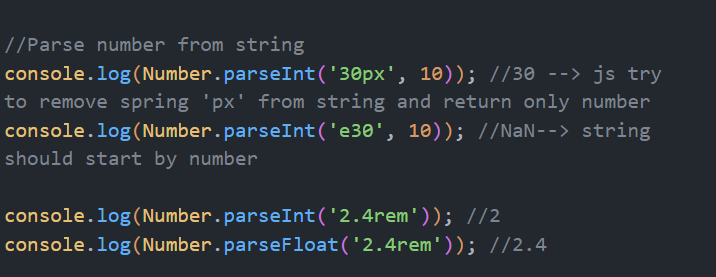 //Parse number from string
console.log(Number.parseInt('30px', 10)); //30 --> js try
to remove spring 'px' from string and return only number
console.log(Number.parseInt('e30', 10)); //NaN--> string
should start by number
console.log(Number.parseInt('2.4rem')); //2
console.log(Number.parseFloat('2.4rem')); //2.4